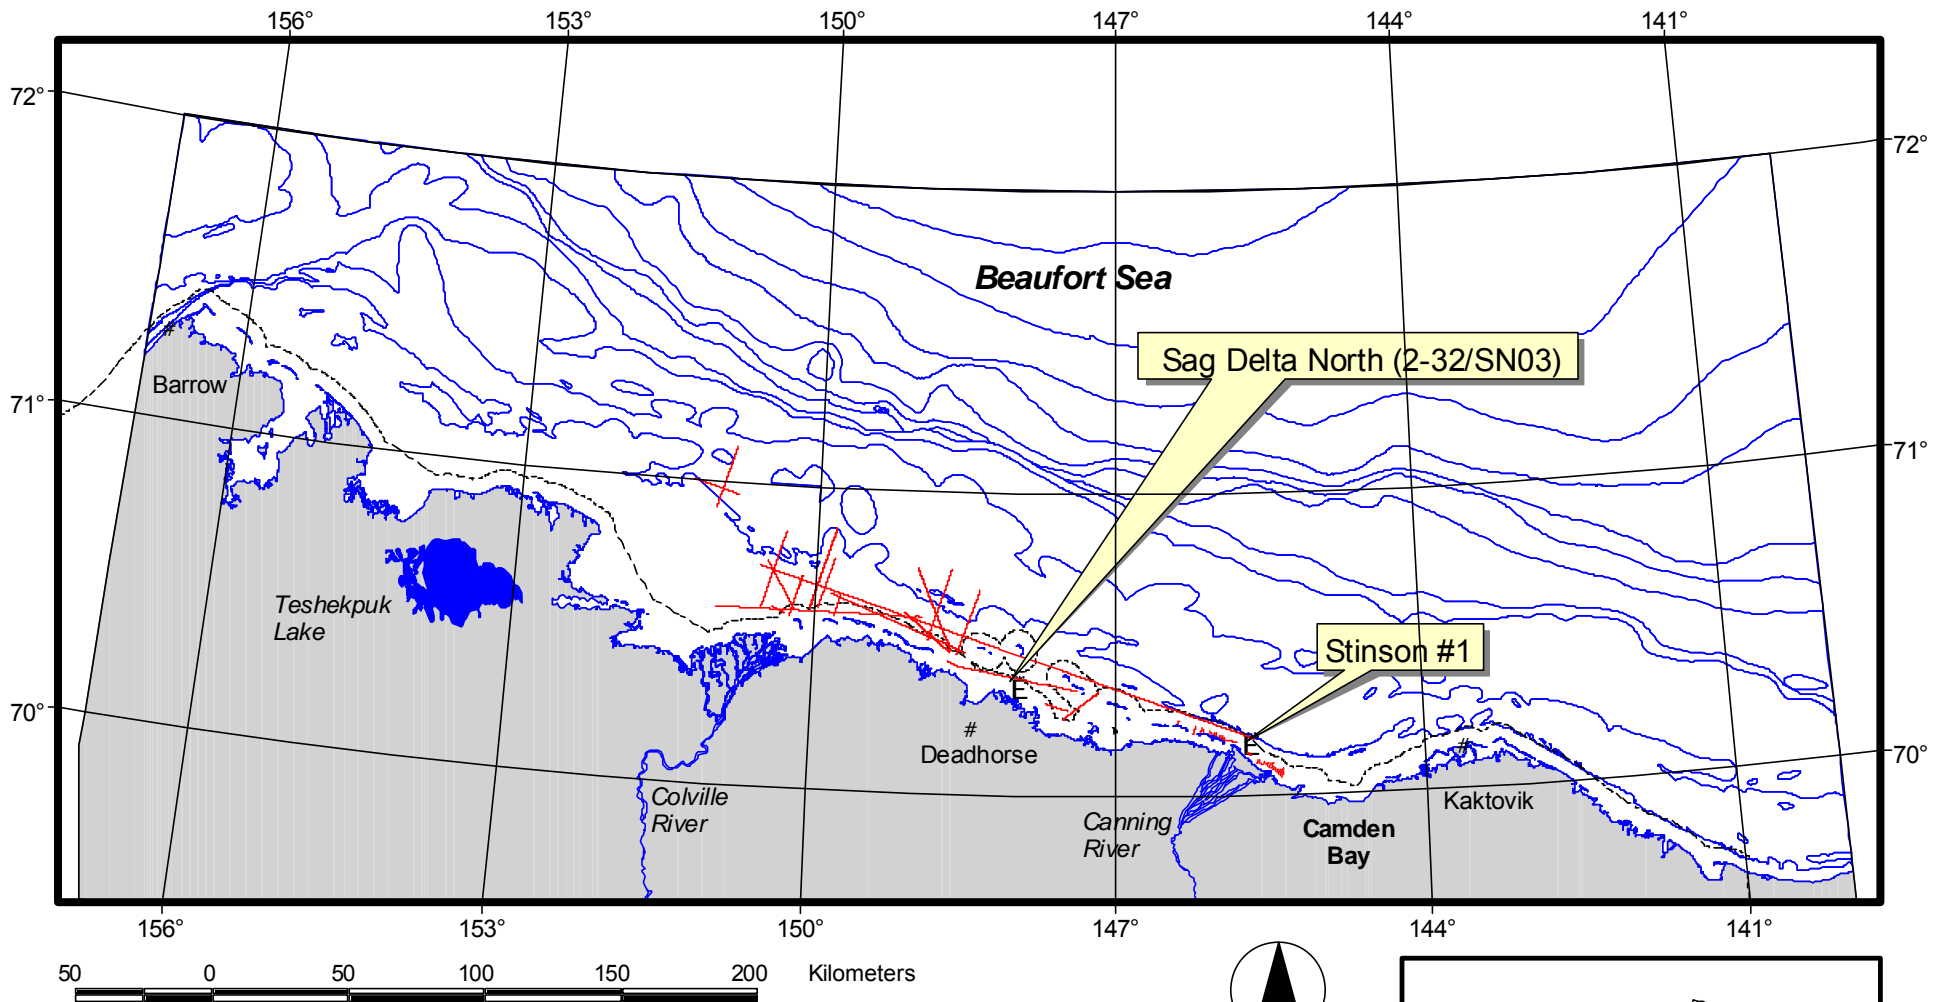 156° 153° 150° 147° 144° 141°
72°
72°
Beaufort Sea
Sag Delta North (2-32/SN03)
#
Barrow
71°
71°
Teshekpuk
Lake
Stinson #1
E
E
70°
70°
#
Deadhorse
#
Kaktovik
Colville
River
Canning
River
Camden
Bay
156° 153° 150° 147° 144° 141°
50 0 50 100 150 200 Kilometers